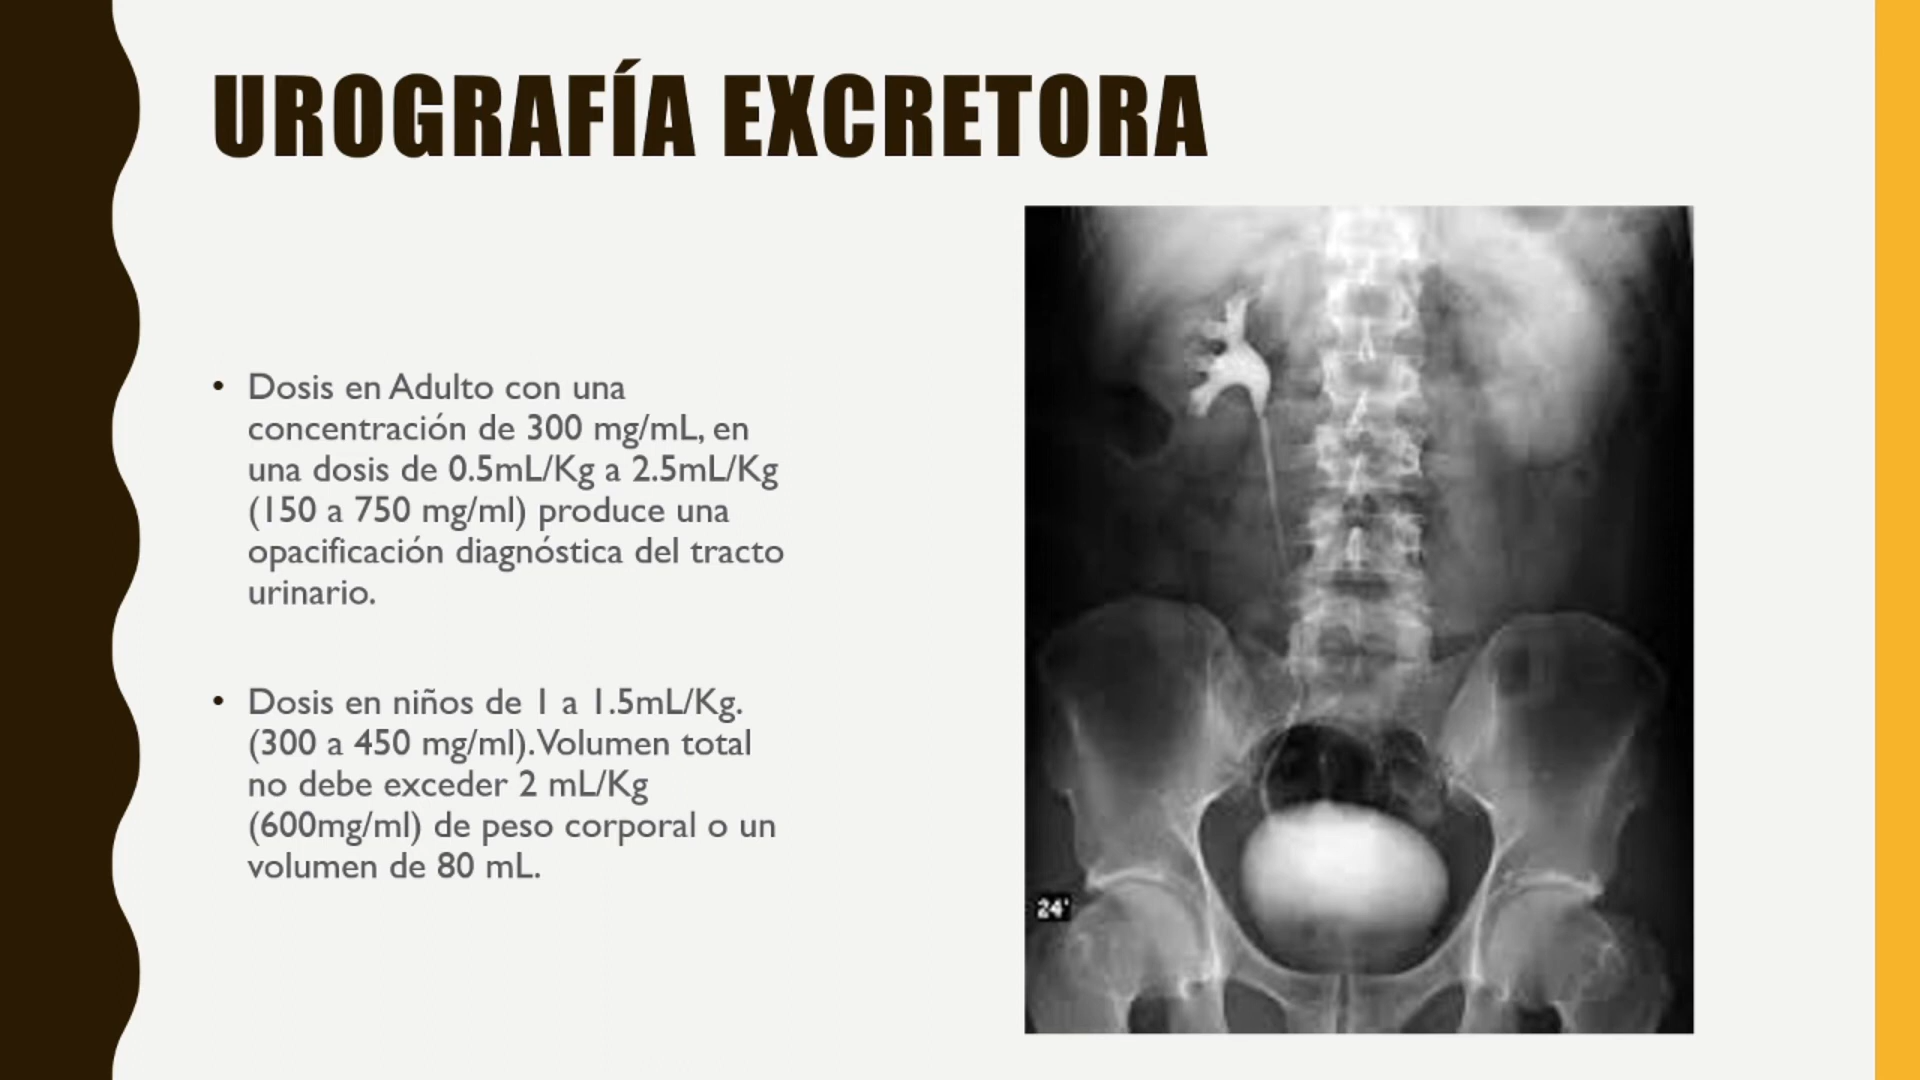 UROGRAFÍA EXCRETORA
• Dosis en Adulto con una
concentración de 300 mg/mL, en
una dosis de 0.5mL/Kg a 2.5mL/Kg
(150 a 750 mg/ml) produce una
opacificación diagnóstica del tracto
urinario.
• Dosis en niños de 1 a 1.5mL/Kg.
(300 a 450 mg/ml). Volumen total
no debe exceder 2 mL/Kg
(600mg/ml) de peso corporal o un
volumen de 80 mL.
24'